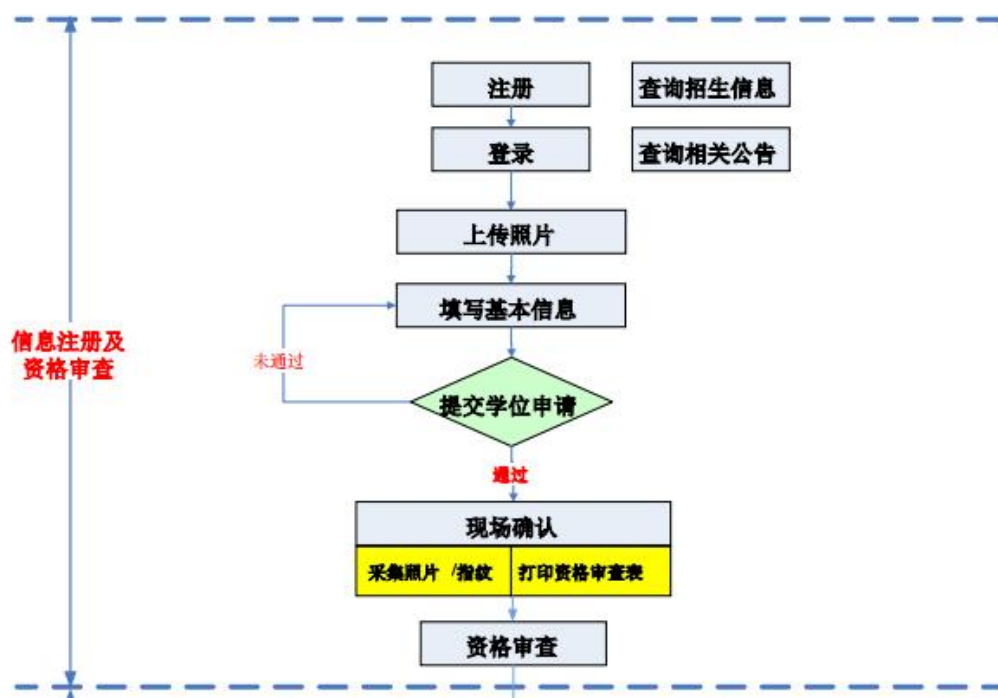 注册
查询招生信息
登录
查询相关公告
上传照片
填写基本信息
信息注册及
资格审查
未通过
提交学位申请
通过
现场确认
采集照片 /指纹
打印资格审查表
资格审查